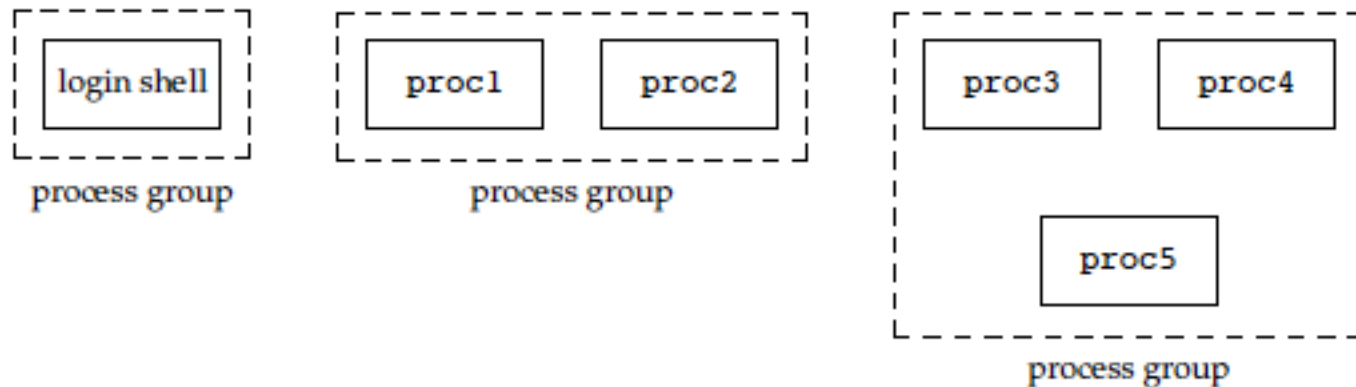 login shell
proc1
proc2
process group
process group
proc3
proc4
proc5
process group